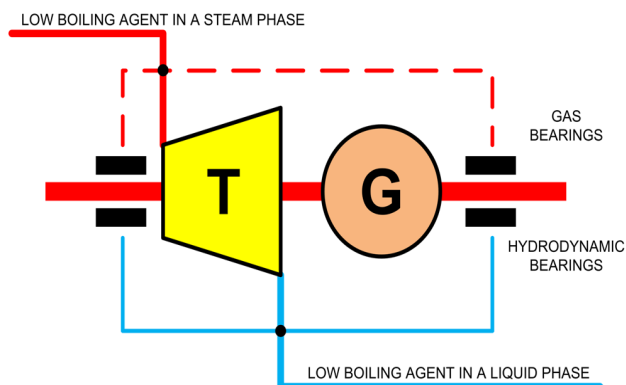 LOW BOILING AGENT IN A STEAM PHASE
GAS
BEARINGS
T
G
HYDRODYNAMIC
BEARINGS
LOW BOILING AGENT IN A LIQUID PHASE